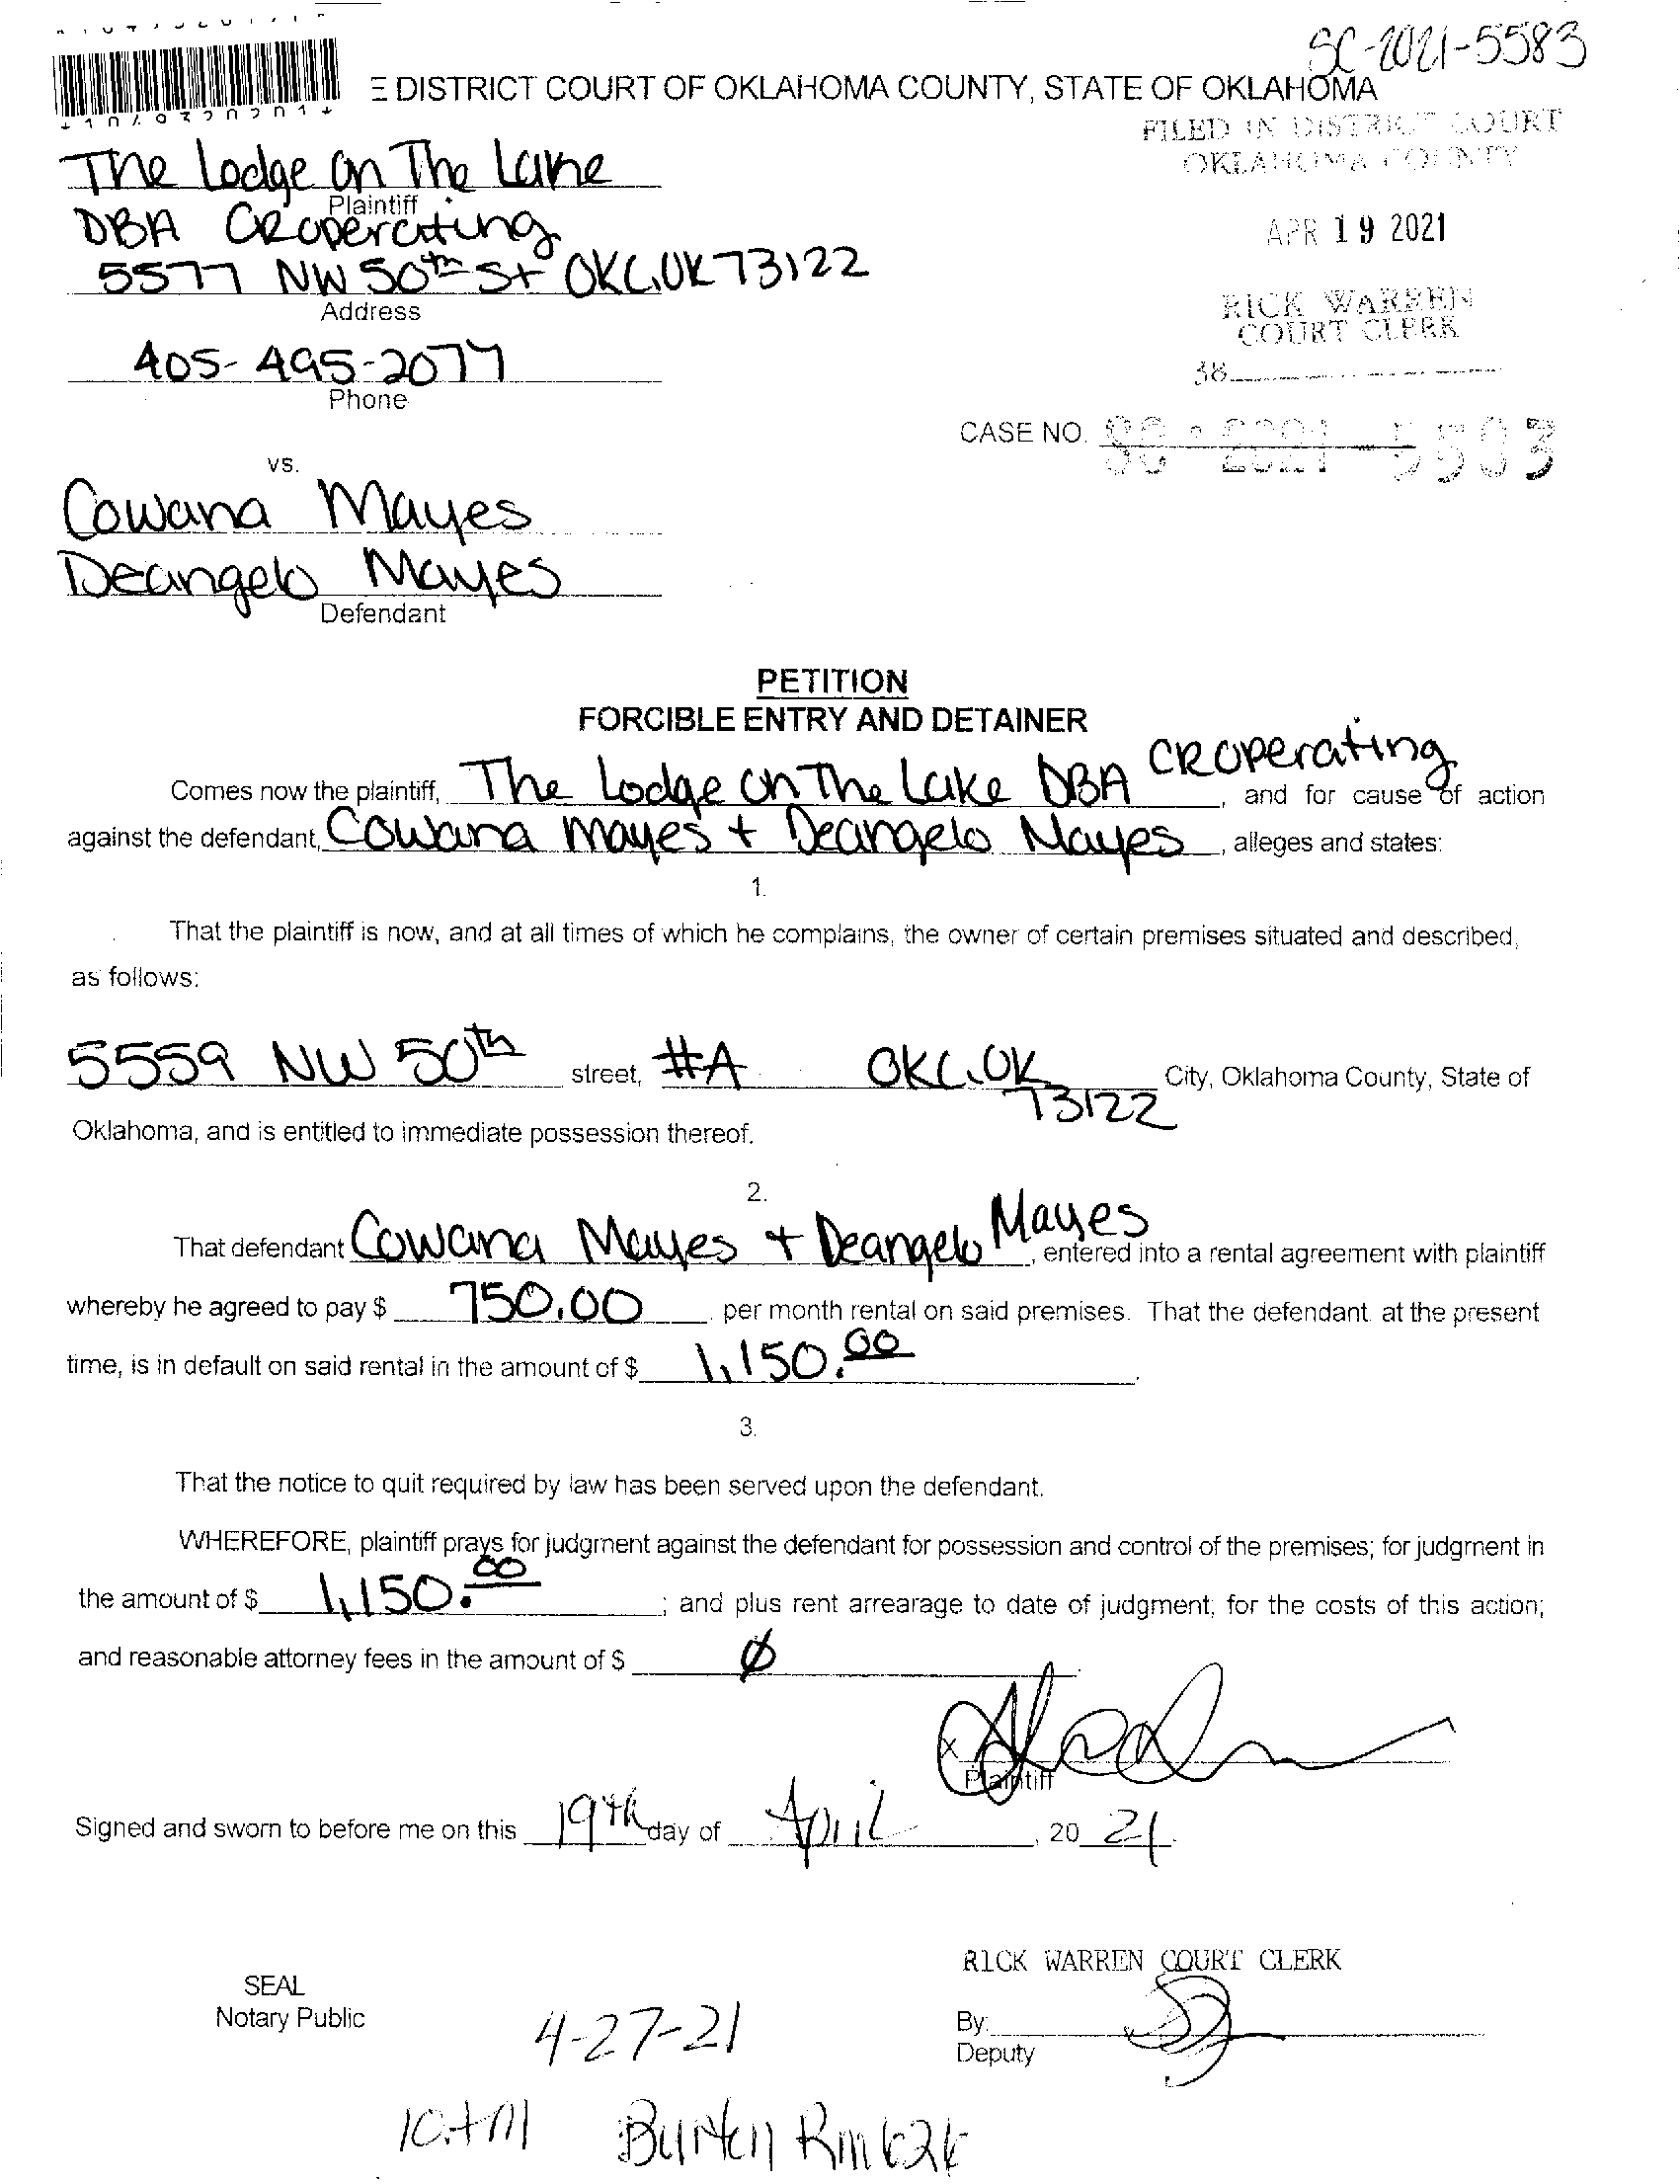 SC-2021-5583
E DISTRICT COURT OF OKLAHOMA COUNTY, STATE OF OKLAHOMA
FILED IN DISTRICT COURT
OKLAHOMA COUNTY
The Lodge on The Lake
Plaintiff
DBA CROperating
5577 NW 50th St OKC, OK 73122
Address
APR 19 2021
RICK WARREN
COURT CLERK
38
405-495-2077
Phone
CASE NO.
vs.
Cowana Mayes
Deangelo Mayes
Defendant
PETITION
FORCIBLE ENTRY AND DETAINER
Comes now the plaintiff, The Lodge on The Lake DBA CROperating, and for cause of action
against the defendant, Cowana Mayes + Deangelo Mayes, alleges and states:
1.
That the plaintiff is now, and at all times of which he complains, the owner of certain premises situated and described,
as follows:
5559 NW 50th street, #A OKC, OK 73122 City, Oklahoma County, State of
Oklahoma, and is entitled to immediate possession thereof.
2.
That defendant Cowana Mayes + Deangelo Mayes, entered into a rental agreement with plaintiff
whereby he agreed to pay $ 750.00 per month rental on said premises. That the defendant at the present
time, is in default on said rental in the amount of $ 1,150.00.
3.
That the notice to quit required by law has been served upon the defendant.
WHEREFORE, plaintiff prays for judgment against the defendant for possession and control of the premises; for judgment in
the amount of $ 1,150.00; and plus rent arrearage to date of judgment; for the costs of this action;
and reasonable attorney fees in the amount of $ Ø
x
Plaintiff
Signed and sworn to before me on this 19th day of April, 20 21.
RICK WARREN COURT CLERK
SEAL
Notary Public
4-27-21
By:
Deputy